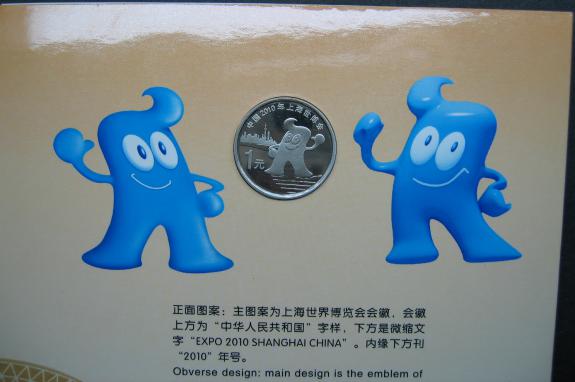 中国2010年上海世博会
1元
正面图案：主图案为上海世界博览会会徽，会徽
上方为“中华人民共和国”字样，下方是微缩文
字“EXPO 2010 SHANGHAI CHINA”。内缘下方刊
“2010”年号。
Obverse design: main design is the emblem of